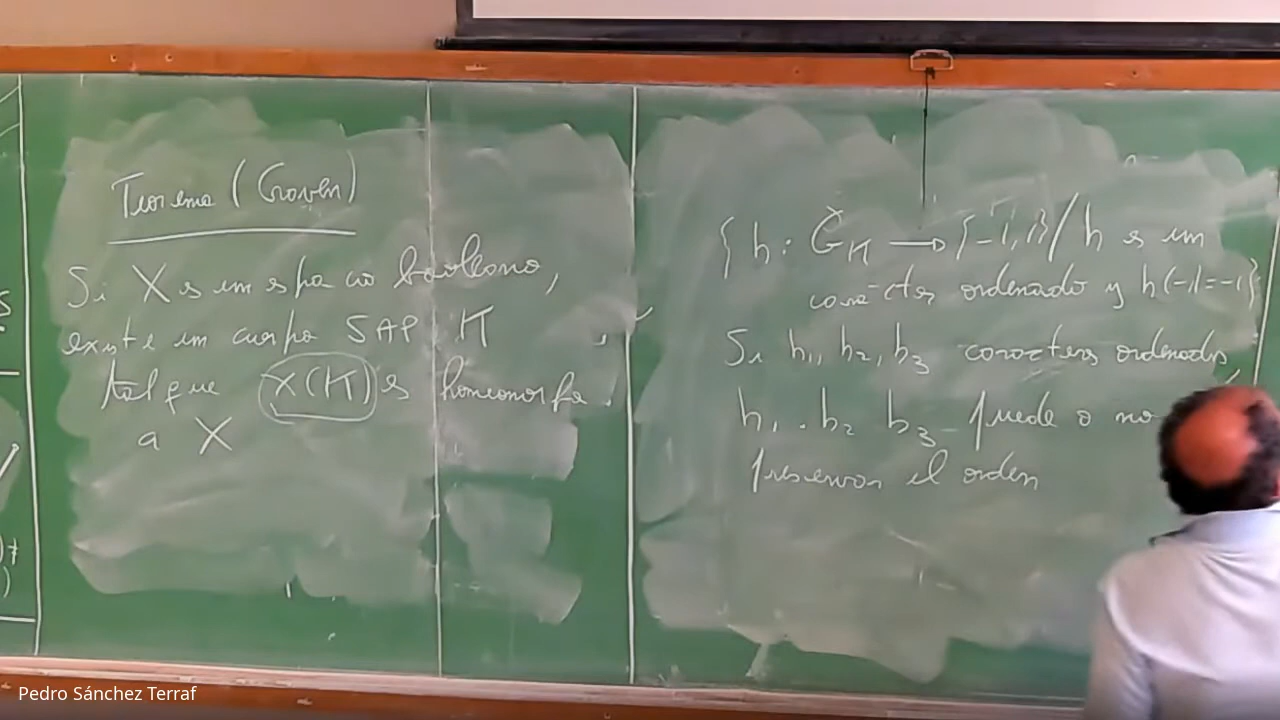 Teorema (Craven)
Si X es un espacio booleano,
existe un cuerpo SAP K
tal que X(K) es homeomorfo
a X
{ h: G_K → {-1,1} / h es un
carácter ordenado y h(-1)=-1}
Si h₁, h₂, h₃ caracteres ordenados,
h₁ . h₂ h₃ puede o no
preservar el orden
Pedro Sánchez Terraf